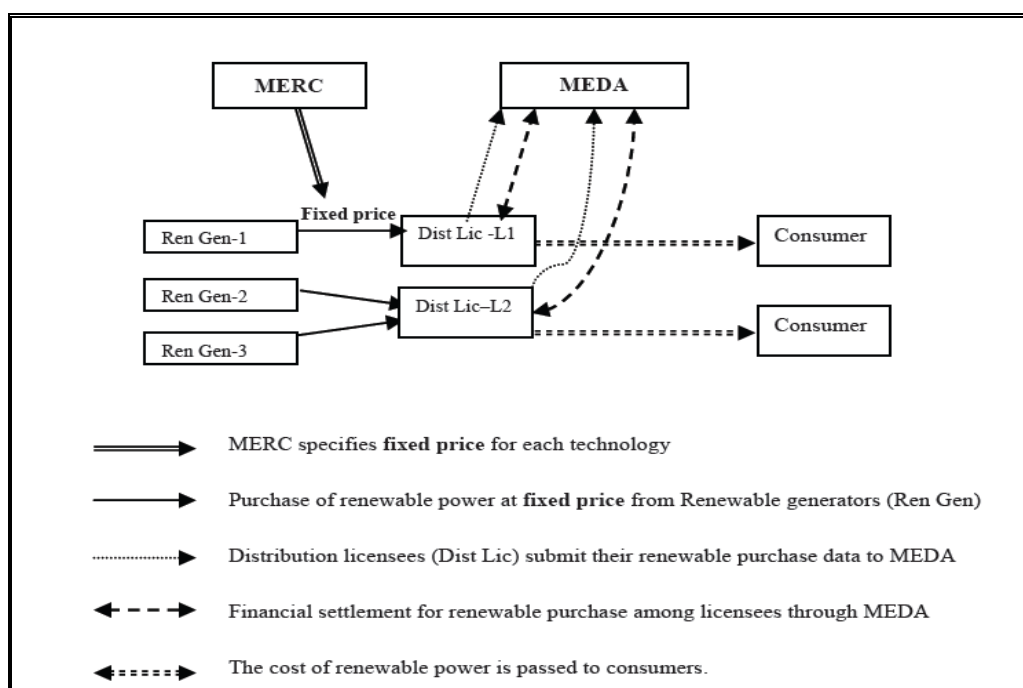 MERC
MEDA
Fixed price
Ren Gen-1
Dist Lic -L1
Consumer
Ren Gen-2
Dist Lic–L2
Consumer
Ren Gen-3
MERC specifies fixed price for each technology
Purchase of renewable power at fixed price from Renewable generators (Ren Gen)
Distribution licensees (Dist Lic) submit their renewable purchase data to MEDA
Financial settlement for renewable purchase among licensees through MEDA
The cost of renewable power is passed to consumers.